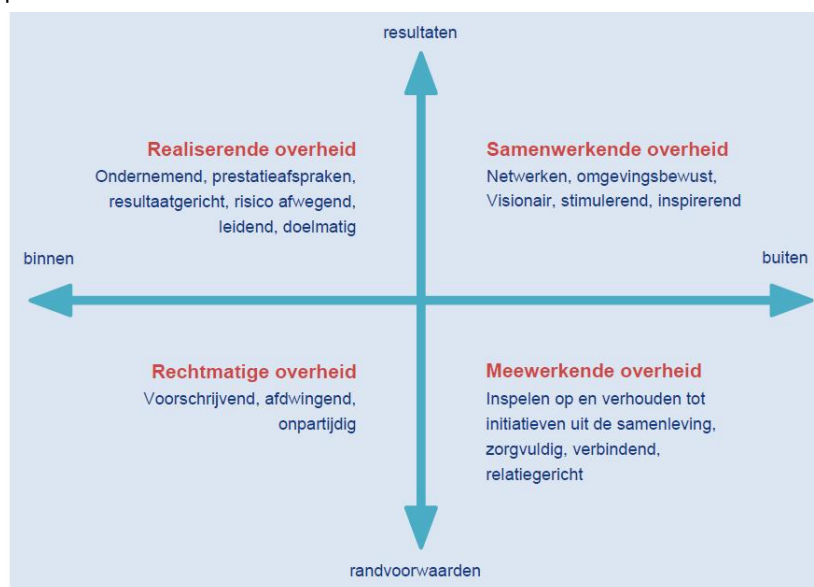 resultaten
Realiserende overheid
Ondernemend, prestatieafspraken,
resultaatgericht, risico afwegend,
leidend, doelmatig
Samenwerkende overheid
Netwerken, omgevingsbewust,
Visionair, stimulerend, inspirerend
binnen
buiten
Rechtmatige overheid
Voorschrijvend, afdwingend,
onpartijdig
Meewerkende overheid
Inspelen op en verhouden tot
initiatieven uit de samenleving,
zorgvuldig, verbindend,
relatiegericht
randvoorwaarden